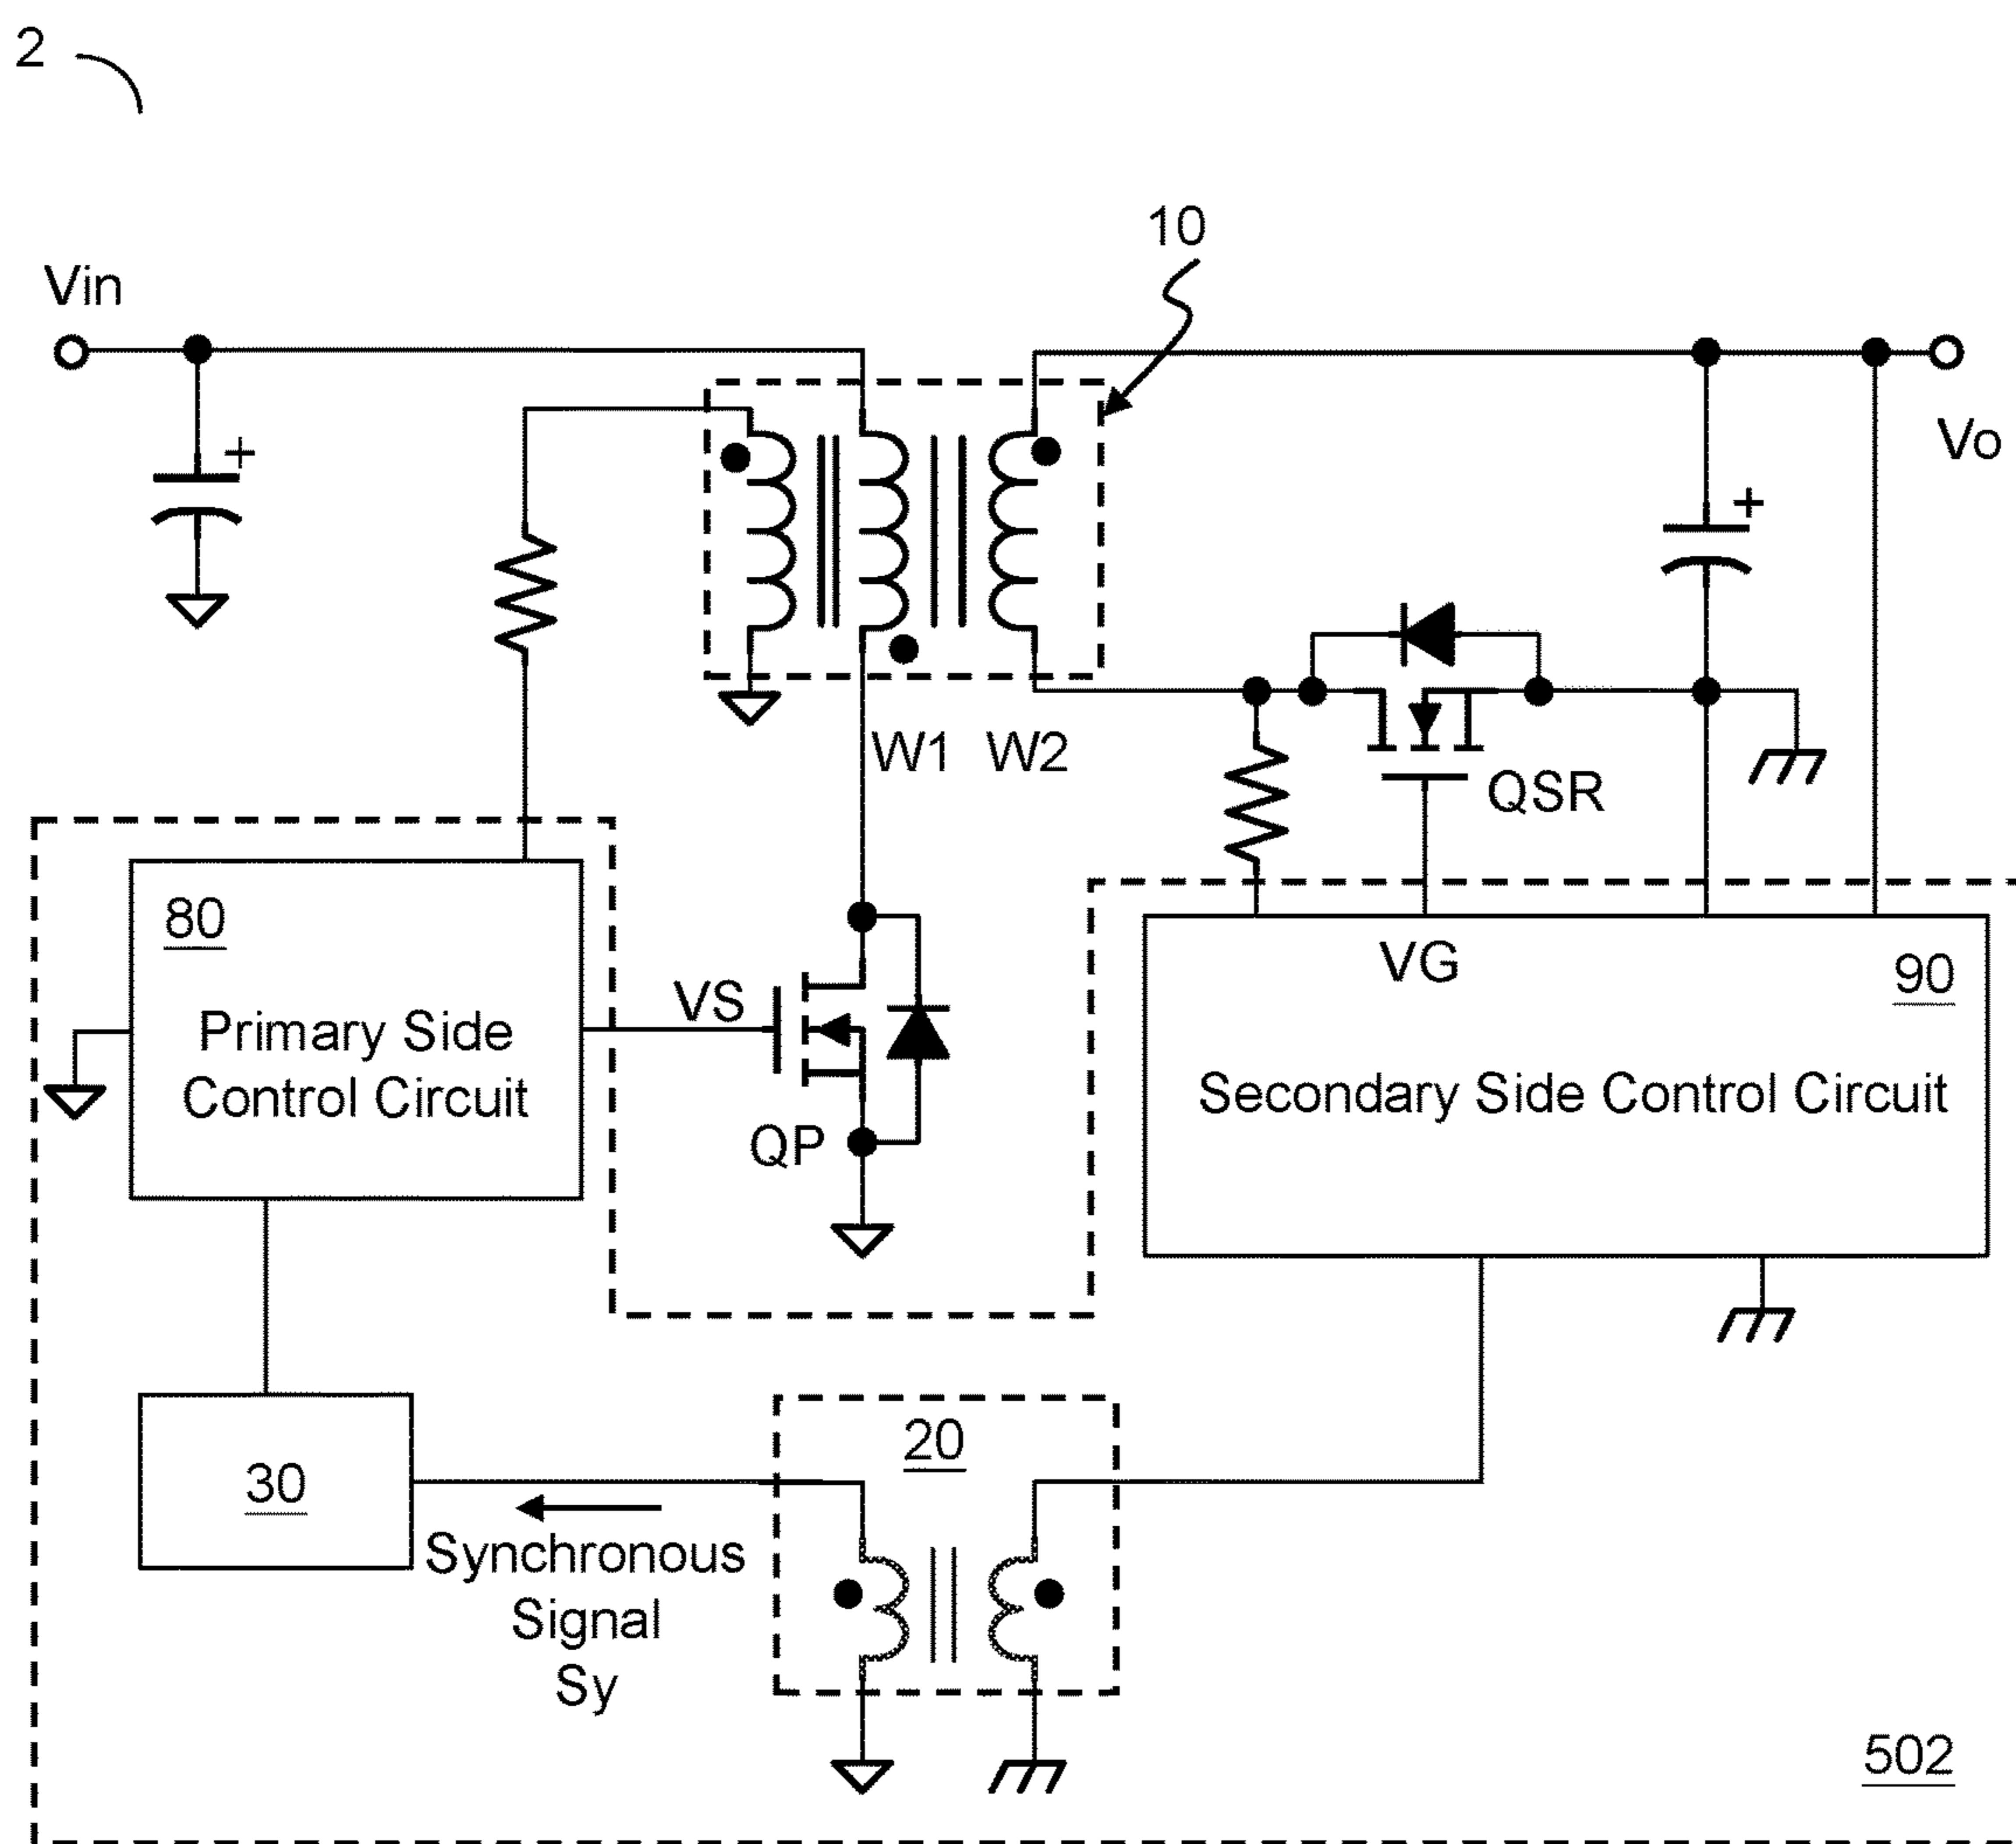 2
10
Vin
+
Vo
+
W1 W2
QSR
80
Primary Side
Control Circuit
VS
QP
VG
90
Secondary Side Control Circuit
20
30
Synchronous
Signal
Sy
502